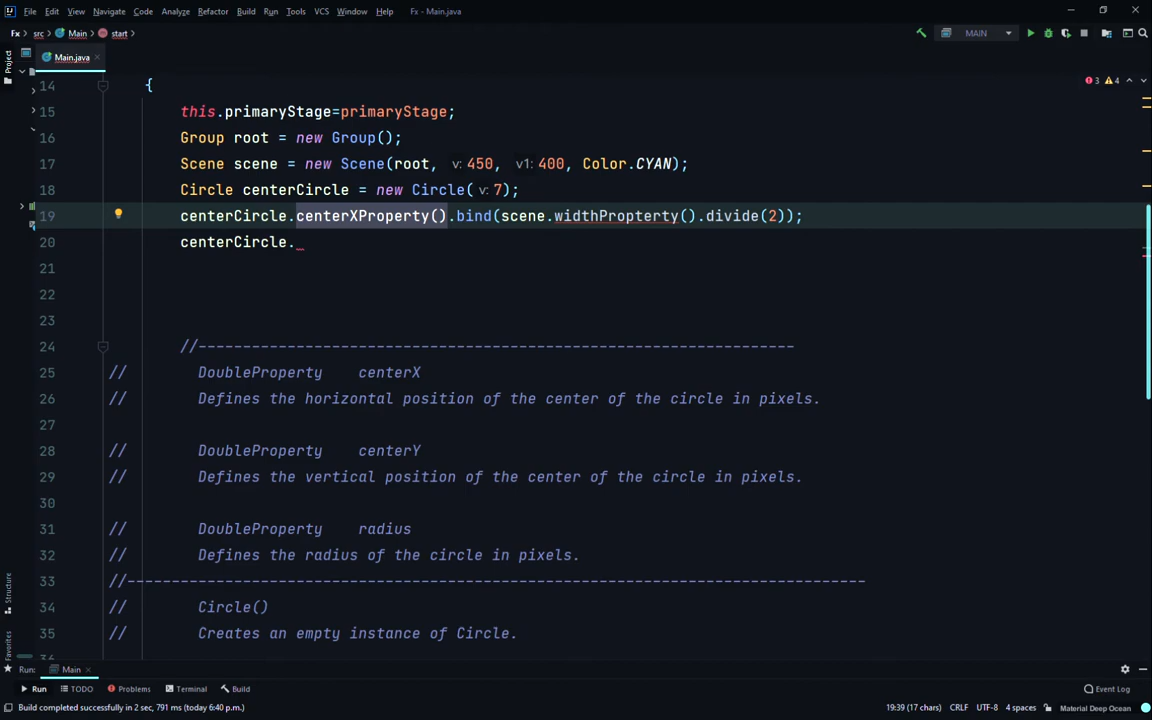 File Edit View Navigate Code Analyze Refactor Build Run Tools VCS Window Help Fx - Main.java
Fx src Main start MAIN
Project Main.java
3 4
14 {
15 this.primaryStage=primaryStage;
16 Group root = new Group();
17 Scene scene = new Scene(root, v: 450, v1: 400, Color.CYAN);
18 Circle centerCircle = new Circle( v: 7);
19 centerCircle.centerXProperty().bind(scene.widthPropterty().divide(2));
20 centerCircle.
21
22
23
24 //-------------------------------------------------------------------
25 // DoubleProperty centerX
26 // Defines the horizontal position of the center of the circle in pixels.
27
28 // DoubleProperty centerY
29 // Defines the vertical position of the center of the circle in pixels.
30
31 // DoubleProperty radius
32 // Defines the radius of the circle in pixels.
33 //-----------------------------------------------------------------------------------
34 // Circle()
35 // Creates an empty instance of Circle.
Structure
Favorites
Run: Main
Run TODO Problems Terminal Build Event Log
Build completed successfully in 2 sec, 791 ms (today 6:40 p.m.) 19:39 (17 chars) CRLF UTF-8 4 spaces Material Deep Ocean